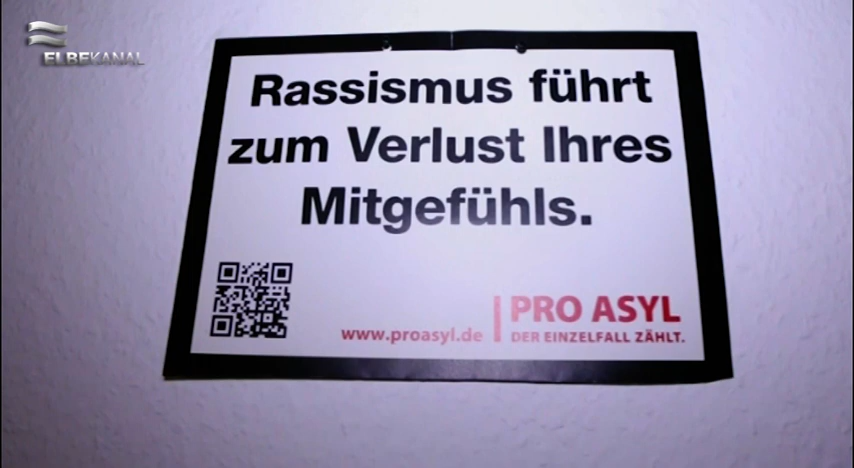 ELBEKANAL
Rassismus führt
zum Verlust Ihres
Mitgefühls.
www.proasyl.de
PRO ASYL
DER EINZELFALL ZÄHLT.